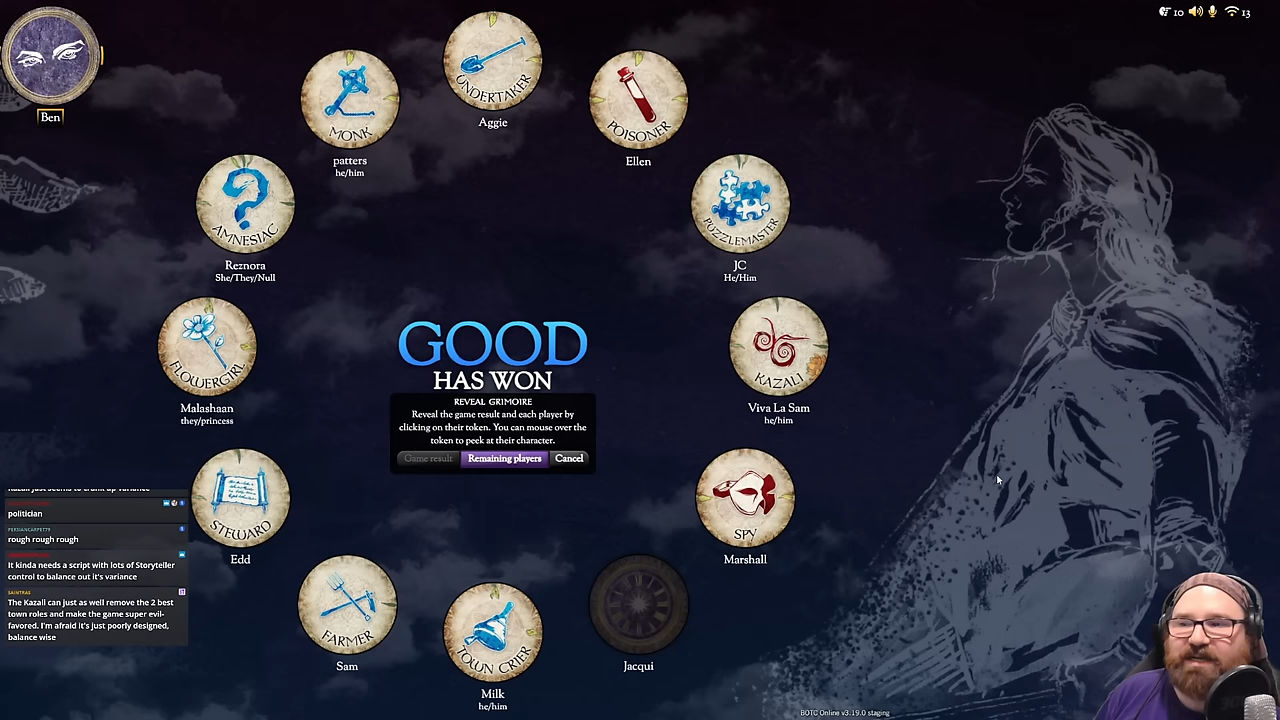 10
13
Ben
MONK
patters
he/him
UNDERTAKER
Aggie
POISONER
Ellen
AMNESIAC
Reznora
She/They/Null
PUZZLEMASTER
JC
He/Him
FLOWERGIRL
Malashaan
they/princess
GOOD
HAS WON
REVEAL GRIMOIRE
Reveal the game result and each player by
clicking on their token. You can mouse over the
token to peek at their character.
Game result
Remaining players
Cancel
KAZALI
Viva La Sam
he/him
STEWARD
Edd
SPY
Marshall
FARMER
Sam
TOWN CRIER
Milk
he/him
Jacqui
politician
PERSIANCARPET79
rough rough rough
It kinda needs a script with lots of Storyteller
control to balance out it's variance
SAINTRAS
The Kazali can just as well remove the 2 best
town roles and make the game super evil-
favored. I'm afraid it's just poorly designed,
balance wise
BOTC Online v3.19.0 staging